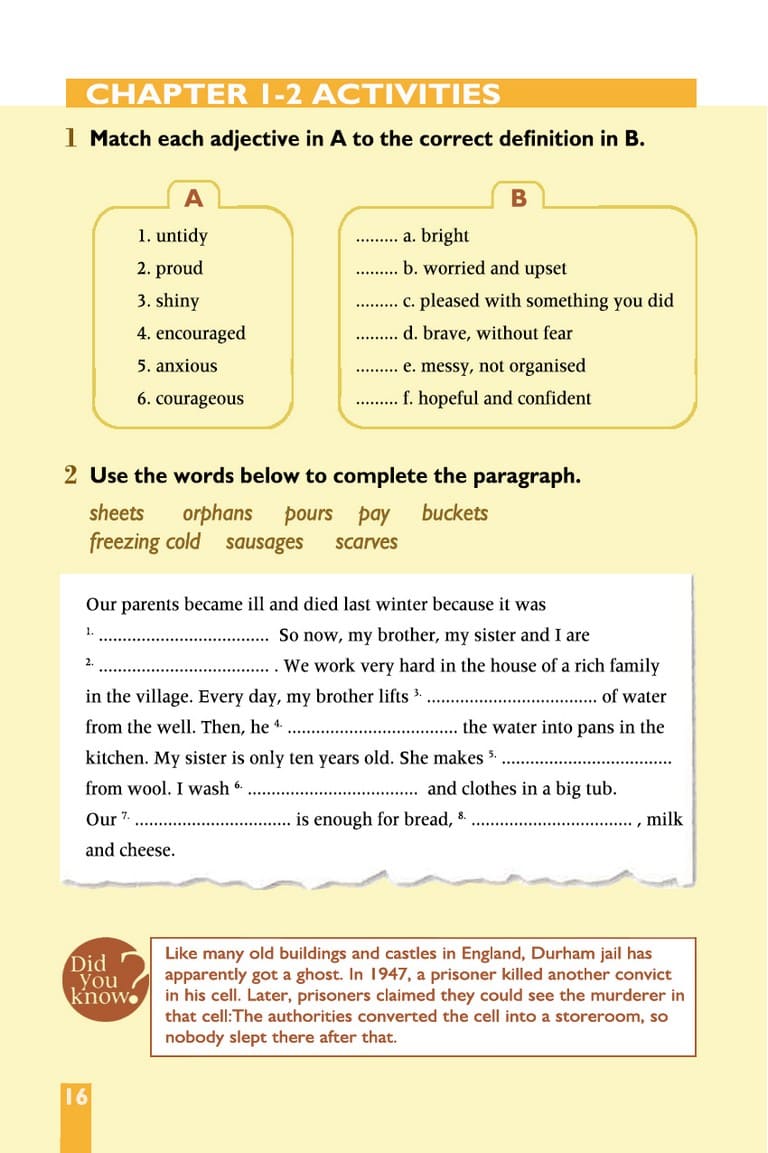 CHAPTER 1-2 ACTIVITIES
1 Match each adjective in A to the correct definition in B.
A
1. untidy
2. proud
3. shiny
4. encouraged
5. anxious
6. courageous
B
......... a. bright
......... b. worried and upset
......... c. pleased with something you did
......... d. brave, without fear
......... e. messy, not organised
......... f. hopeful and confident
2 Use the words below to complete the paragraph.
sheets orphans pours pay buckets
freezing cold sausages scarves
Our parents became ill and died last winter because it was
1. .................................... So now, my brother, my sister and I are
2. .................................... . We work very hard in the house of a rich family
in the village. Every day, my brother lifts 3. .................................... of water
from the well. Then, he 4. .................................... the water into pans in the
kitchen. My sister is only ten years old. She makes 5. ....................................
from wool. I wash 6. .................................... and clothes in a big tub.
Our 7. ................................. is enough for bread, 8. .................................. , milk
and cheese.
Did
you
know?
Like many old buildings and castles in England, Durham jail has
apparently got a ghost. In 1947, a prisoner killed another convict
in his cell. Later, prisoners claimed they could see the murderer in
that cell:The authorities converted the cell into a storeroom, so
nobody slept there after that.
16